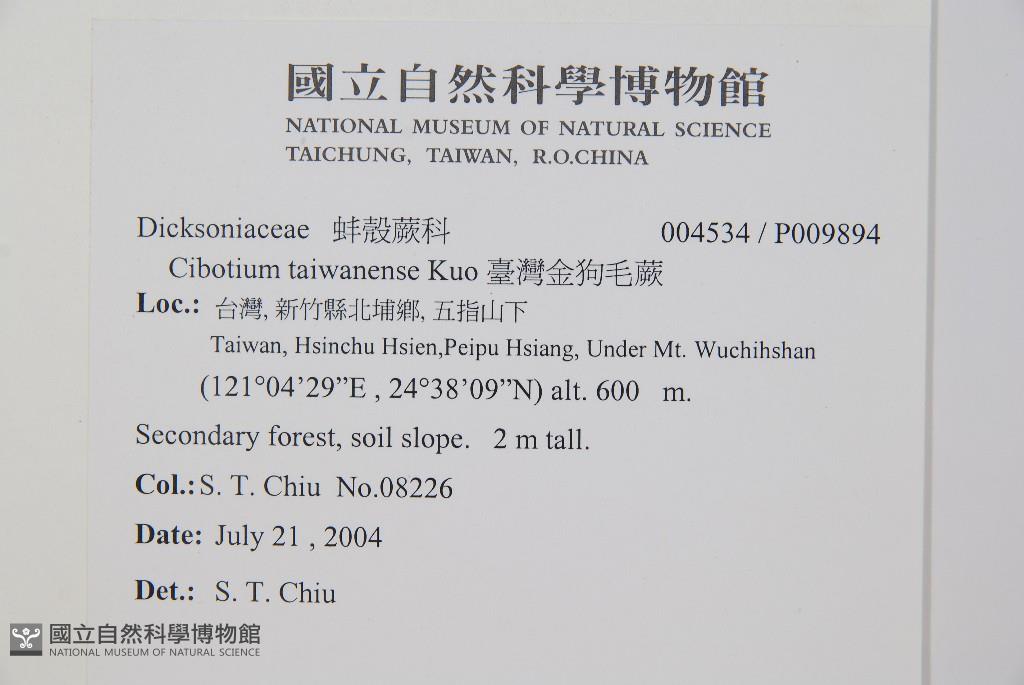 國立自然科學博物館
NATIONAL MUSEUM OF NATURAL SCIENCE
TAICHUNG, TAIWAN, R.O.CHINA
Dicksoniaceae 蚌殼蕨科 004534 / P009894
Cibotium taiwanense Kuo 臺灣金狗毛蕨
Loc.: 台灣, 新竹縣北埔鄉, 五指山下
Taiwan, Hsinchu Hsien,Peipu Hsiang, Under Mt. Wuchihshan
(121°04’29”E , 24°38’09”N) alt. 600 m.
Secondary forest, soil slope. 2 m tall.
Col.: S. T. Chiu No.08226
Date: July 21 , 2004
Det.: S. T. Chiu
國立自然科學博物館
NATIONAL MUSEUM OF NATURAL SCIENCE